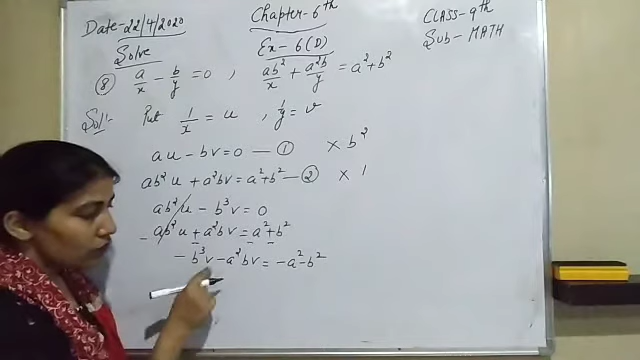 Date-22/4/2020 Chapter-6th CLASS-9th
Solve Ex-6(D) Sub-MATH
⑧ a/x - b/y = 0 , ab²/x + a²b/y = a²+b²
Sol:- Put 1/x = u , 1/y = v
au - bv = 0 — ① × b²
ab²u + a²bv = a²+b² — ② × 1
ab²u - b³v = 0
- ab²u + a²bv = a² + b²
- - -
- b³v - a²bv = -a² - b²